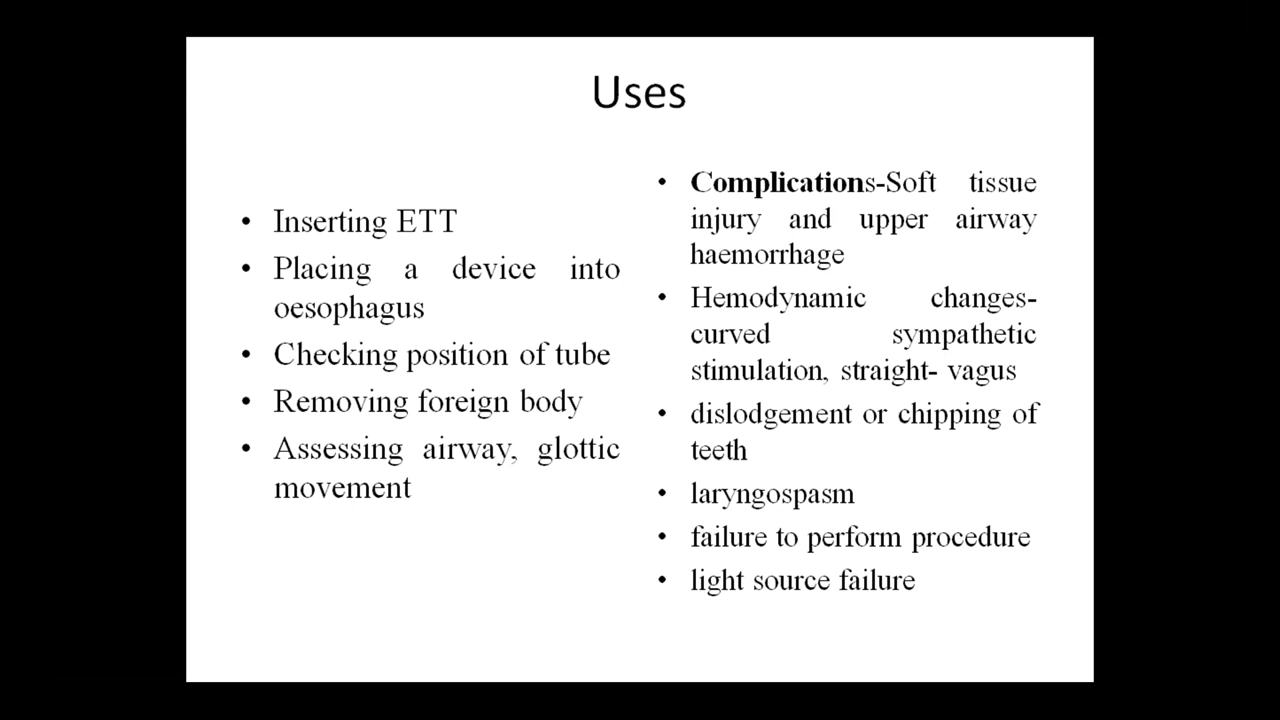 Uses
• Inserting ETT
• Placing a device into
oesophagus
• Checking position of tube
• Removing foreign body
• Assessing airway, glottic
movement
• Complications-Soft tissue
injury and upper airway
haemorrhage
• Hemodynamic changes-
curved sympathetic
stimulation, straight- vagus
• dislodgement or chipping of
teeth
• laryngospasm
• failure to perform procedure
• light source failure